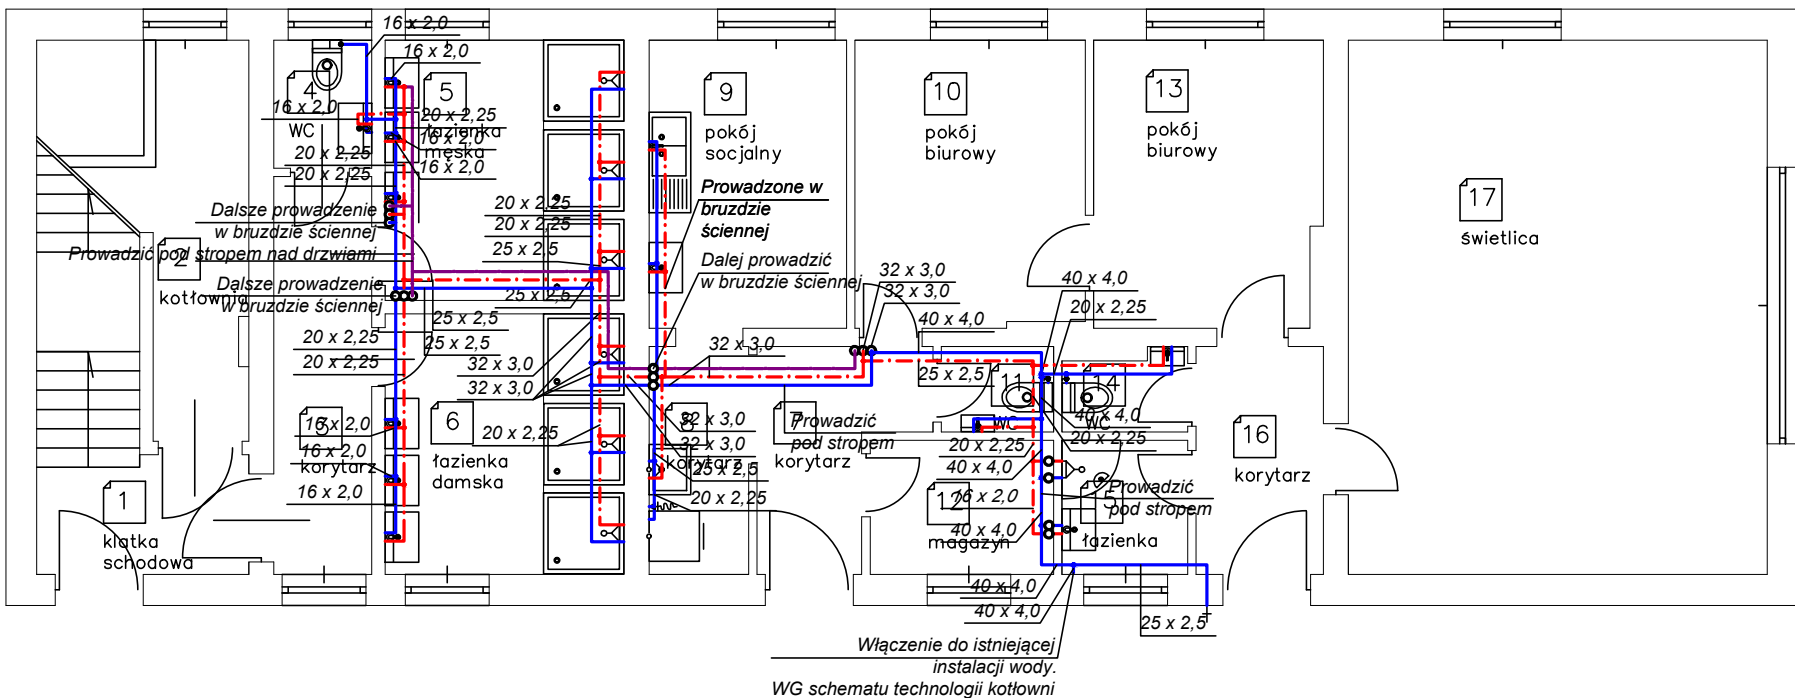 16 x 2,0
16 x 2,0
4
5
16 x 2,0
WC
20 x 2,25
łazienka
męska
16 x 2,0
16 x 2,0
20 x 2,25
20 x 2,25
Dalsze prowadzenie
w bruzdzie ściennej
Prowadzić pod stropem nad drzwiami
2
kotłownia
Dalsze prowadzenie
w bruzdzie ściennej
20 x 2,25
20 x 2,25
25 x 2,5
25 x 2,5
20 x 2,25
20 x 2,25
25 x 2,5
25 x 2,5
32 x 3,0
32 x 3,0
20 x 2,25
3
korytarz
16 x 2,0
16 x 2,0
16 x 2,0
6
łazienka
damska
1
klatka
schodowa
9
pokój
socjalny
Prowadzone w
bruzdzie
ściennej
Dalej prowadzić
w bruzdzie ściennej
32 x 3,0
32 x 3,0
32 x 3,0
8
korytarz
32 x 3,0
32 x 3,0
25 x 2,5
20 x 2,25
7
korytarz
Prowadzić
pod stropem
10
pokój
biurowy
13
pokój
biurowy
17
świetlica
40 x 4,0
20 x 2,25
40 x 4,0
25 x 2,5
11
WC
14
WC
40 x 4,0
20 x 2,25
20 x 2,25
40 x 4,0
16 x 2,0
40 x 4,0
12
magazyn
Prowadzić
pod stropem
łazienka
16
korytarz
40 x 4,0
40 x 4,0
25 x 2,5
Włączenie do istniejącej
instalacji wody.
WG schematu technologii kotłowni